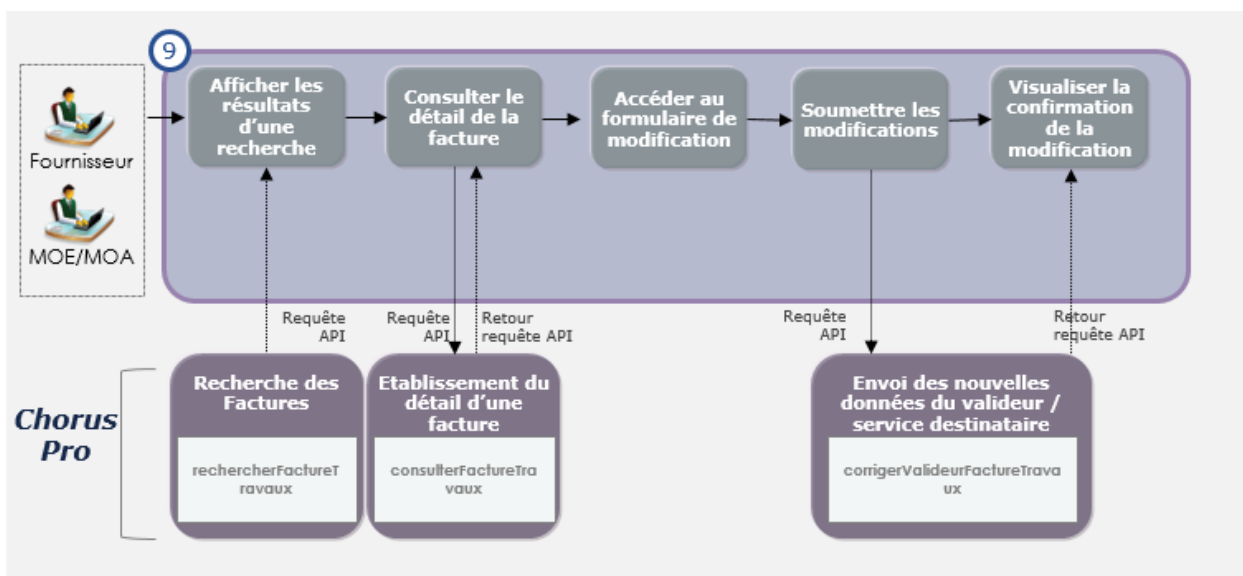 9
Afficher les
résultats
d'une
recherche
Consulter le
détail de la
facture
Accéder au
formulaire de
modification
Soumettre les
modifications
Visualiser la
confirmation
de la
modification
Fournisseur
MOE/MOA
Requête
API
Requête
API
Retour
requête API
Requête
API
Retour
requête API
Chorus
Pro
Recherche des
Factures
rechercherFactureT
ravaux
Etablissement du
détail d'une
facture
consulterFactureTra
vaux
Envoi des nouvelles
données du valideur /
service destinataire
corrigerValideurFactureTrava
ux